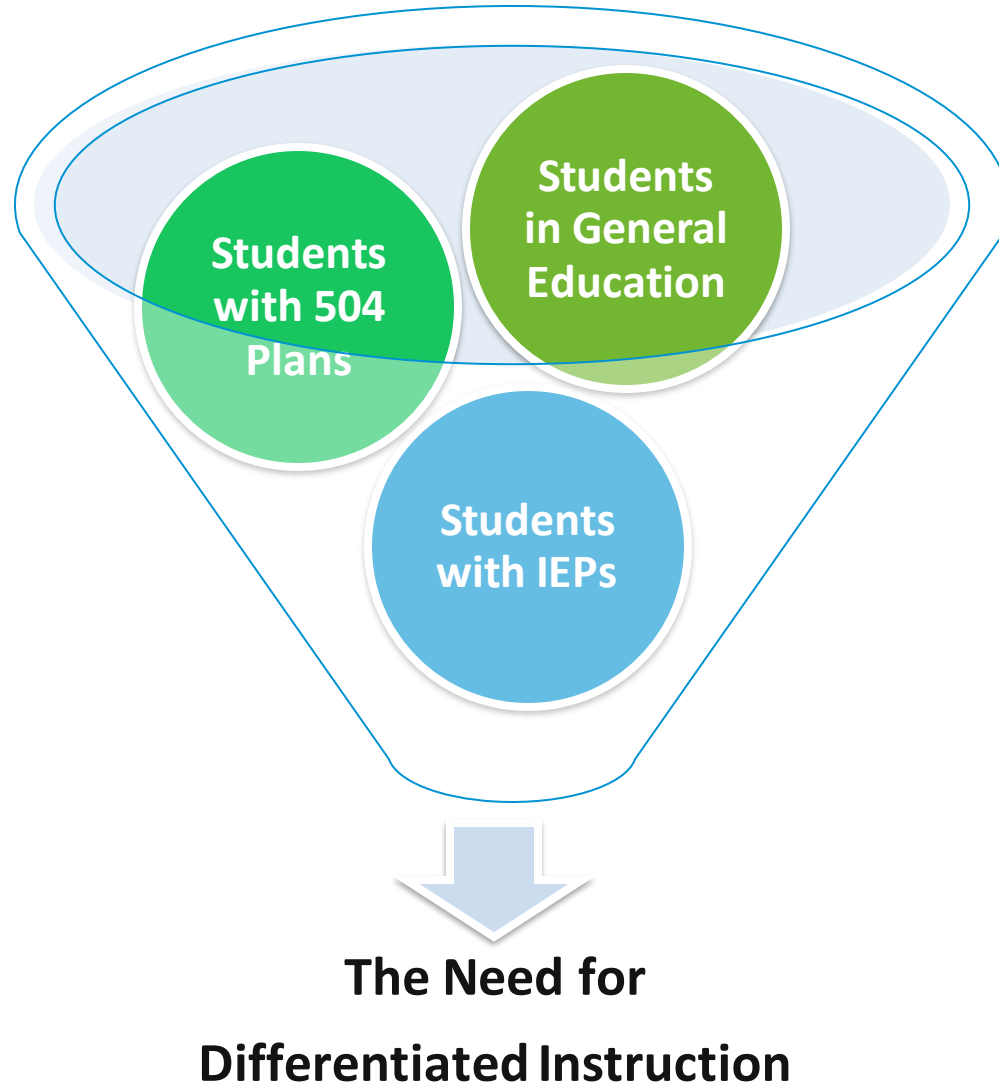 Students
in General
Education
Students
with 504
Plans
Students
with IEPs
The Need for
Differentiated Instruction